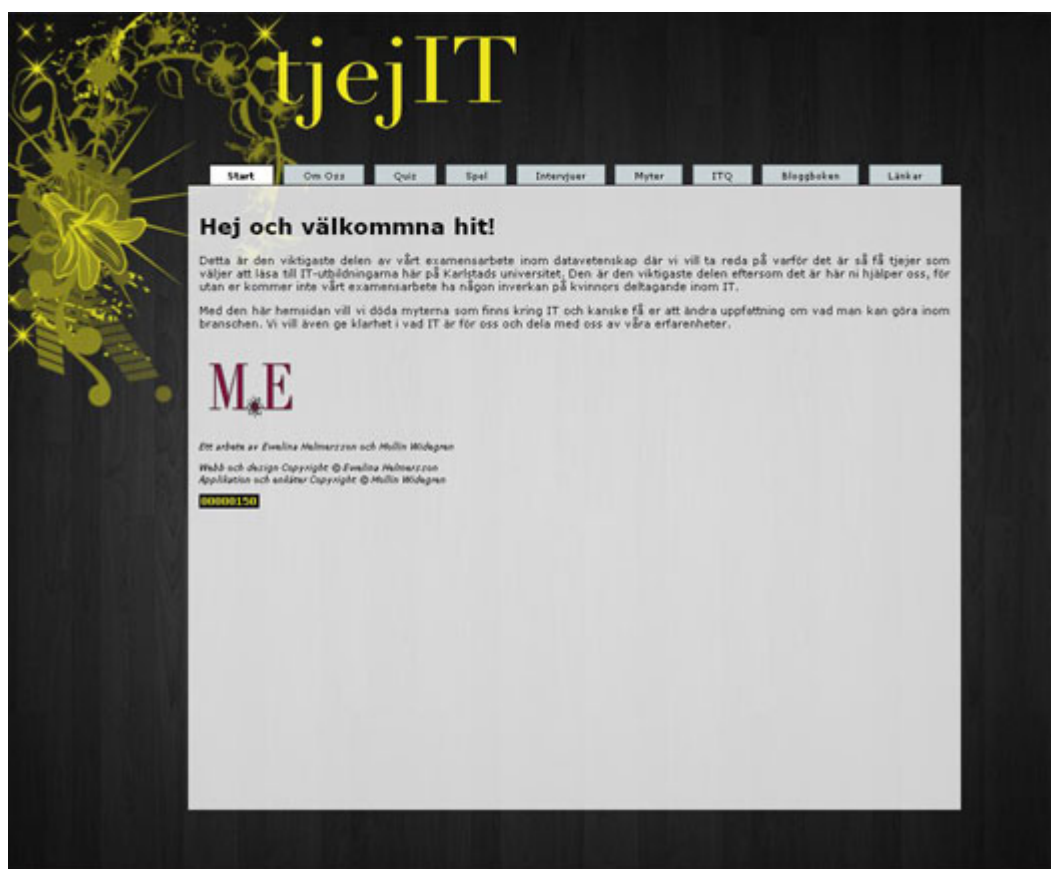 tjejIT
Start Om Oss Quiz Spel Intervjuer Myter ITQ Bloggboken Länkar
Hej och välkommna hit!
Detta är den viktigaste delen av vårt examensarbete inom datavetenskap där vi vill ta reda på varför det är så få tjejer som
väljer att läsa till IT-utbildningarna här på Karlstads universitet. Den är den viktigaste delen eftersom det är här ni hjälper oss, för
utan er kommer inte vårt examensarbete ha någon inverkan på kvinnors deltagande inom IT.
Med den här hemsidan vill vi döda myterna som finns kring IT och kanske få er att ändra uppfattning om vad man kan göra inom
branschen. Vi vill även ge klarhet i vad IT är för oss och dela med oss av våra erfarenheter.
M E
Ett arbete av Ewelina Helmersson och Mollin Widegren
Webb och design Copyright © Ewelina Helmersson
Applikation och enkäter Copyright © Mollin Widegren
00000150